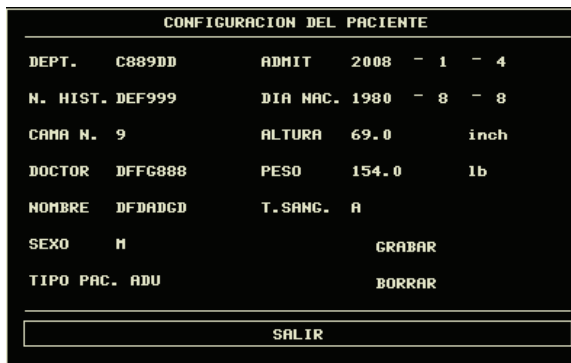 CONFIGURACION DEL PACIENTE
DEPT. C889DD ADMIT 2008 - 1 - 4
N. HIST. DEF999 DIA NAC. 1980 - 8 - 8
CAMA N. 9 ALTURA 69.0 inch
DOCTOR DFFG888 PESO 154.0 lb
NOMBRE DFDADGD T.SANG. A
SEXO M GRABAR
TIPO PAC. ADU BORRAR
SALIR